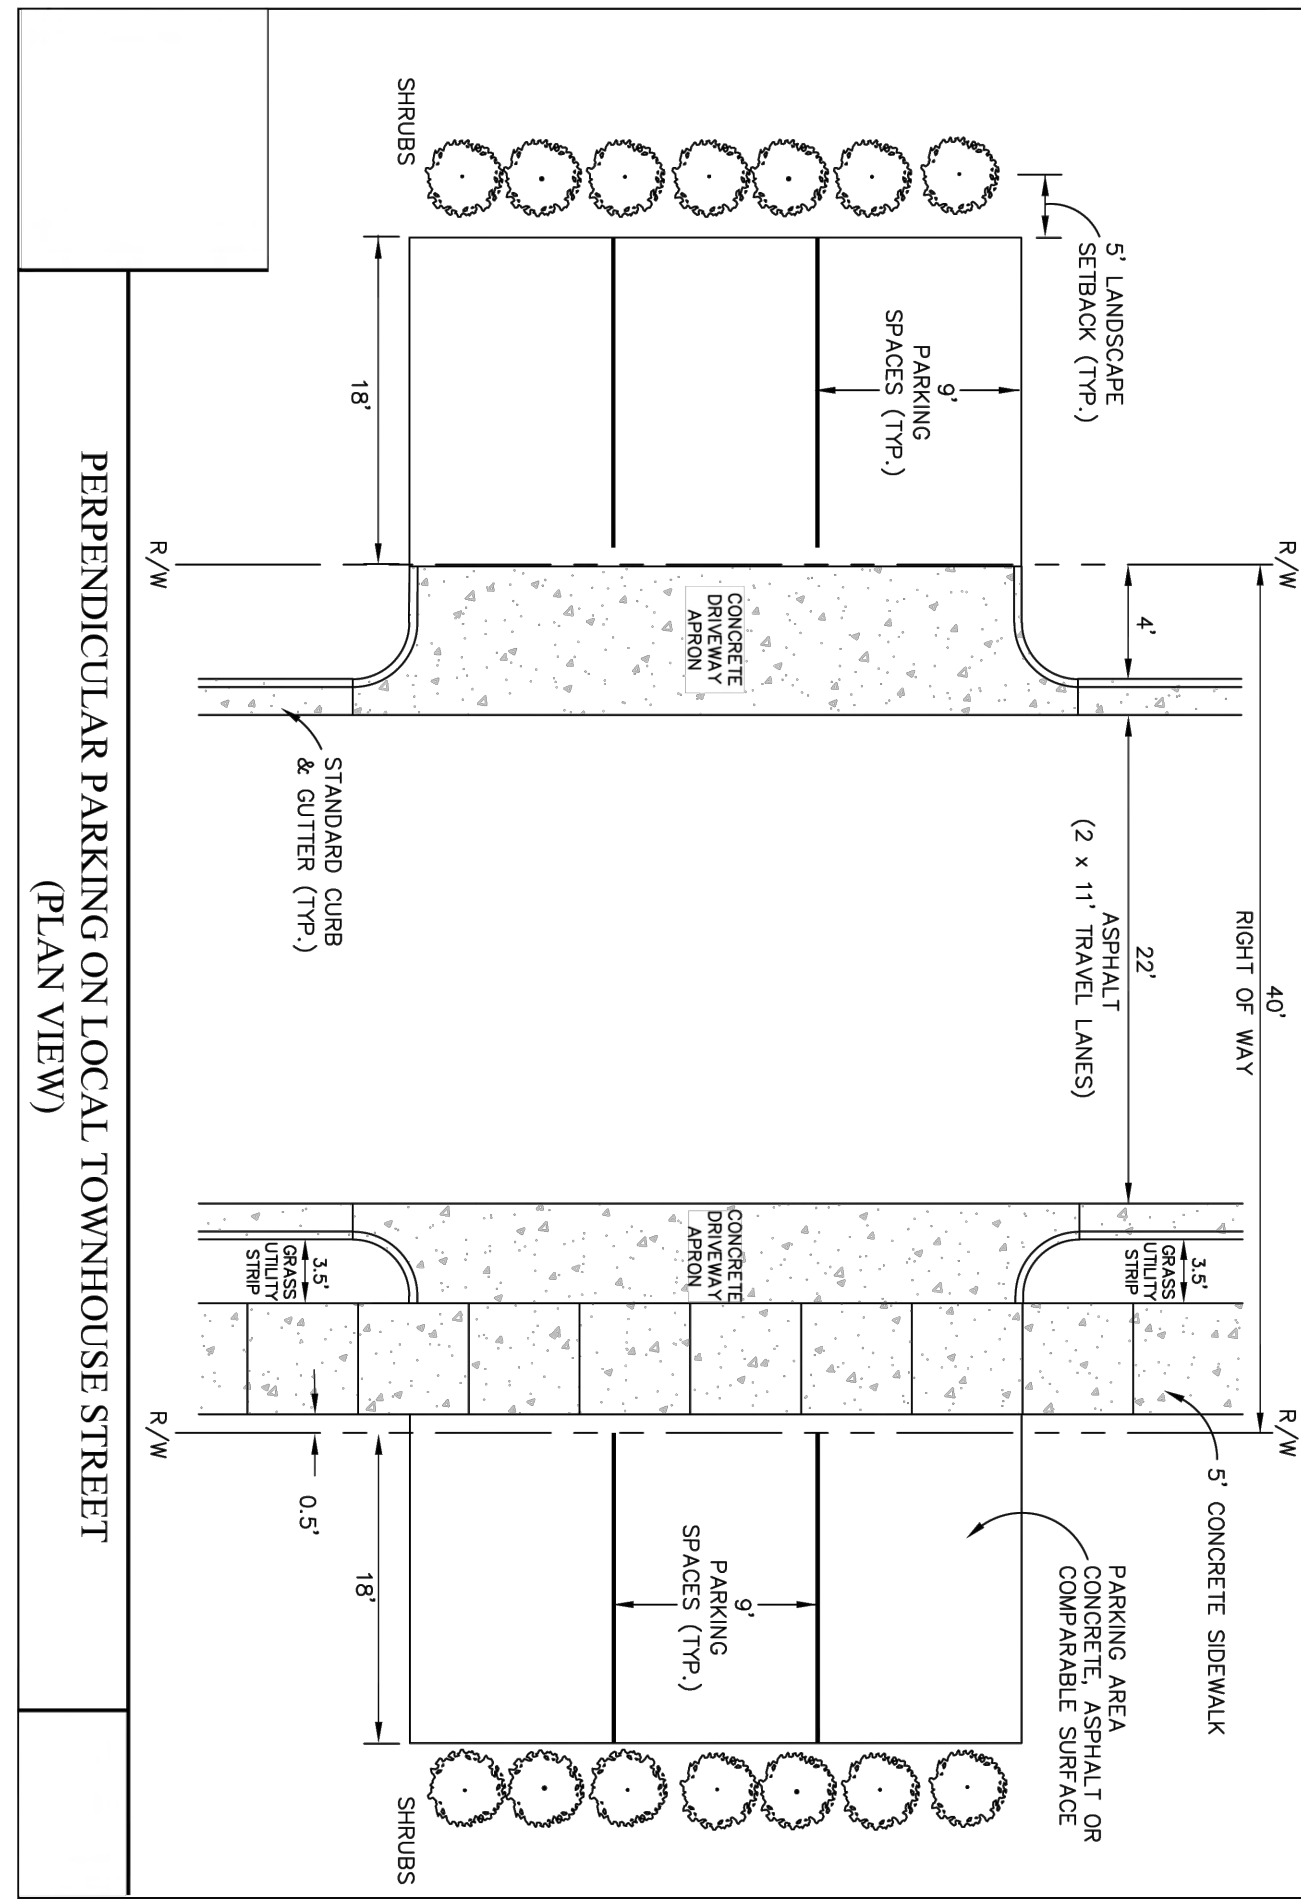 SHRUBS
5' LANDSCAPE
SETBACK (TYP.)
9'
PARKING
SPACES (TYP.)
18'
R/W
R/W
4'
CONCRETE
DRIVEWAY
APRON
STANDARD CURB
& GUTTER (TYP.)
40'
RIGHT OF WAY
22'
ASPHALT
(2 x 11' TRAVEL LANES)
CONCRETE
DRIVEWAY
APRON
3.5'
GRASS
UTILITY
STRIP
3.5'
GRASS
UTILITY
STRIP
R/W
R/W
5' CONCRETE SIDEWALK
0.5'
18'
9'
PARKING
SPACES (TYP.)
PARKING AREA
CONCRETE, ASPHALT OR
COMPARABLE SURFACE
SHRUBS
PERPENDICULAR PARKING ON LOCAL TOWNHOUSE STREET
(PLAN VIEW)